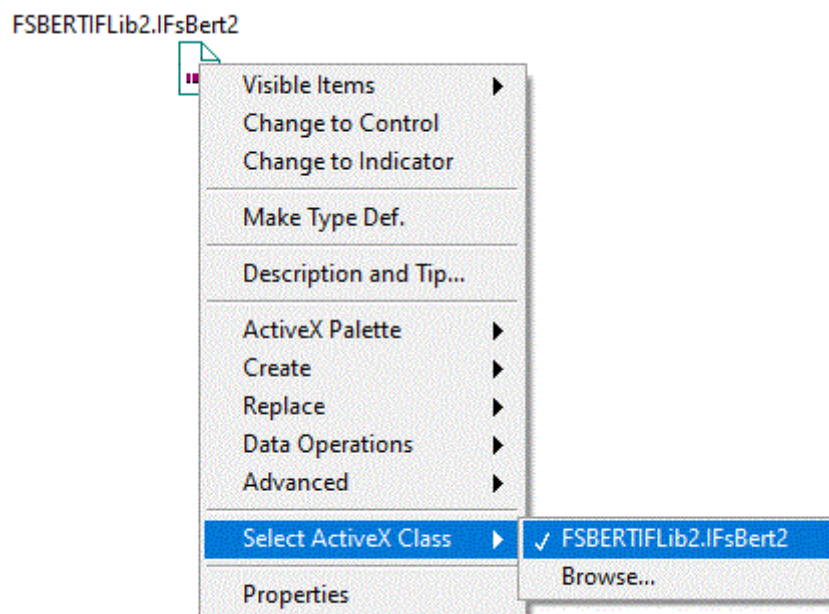 FSBERTIFLib2.IFsBert2
Visible Items
Change to Control
Change to Indicator
Make Type Def.
Description and Tip...
ActiveX Palette
Create
Replace
Data Operations
Advanced
Select ActiveX Class
FSBERTIFLib2.IFsBert2
Browse...
Properties